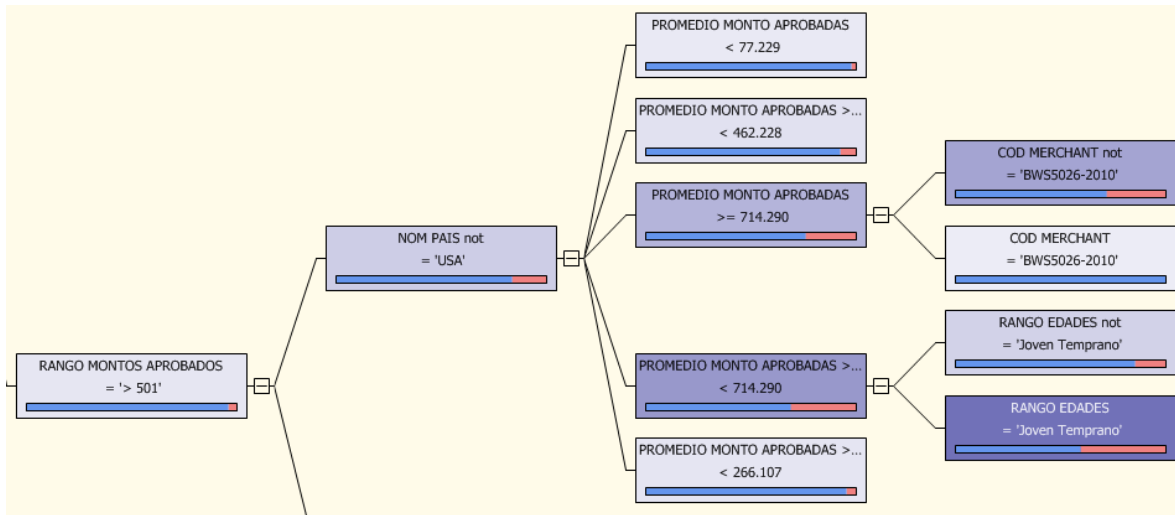 PROMEDIO MONTO APROBADAS
< 77.229
PROMEDIO MONTO APROBADAS >...
< 462.228
COD MERCHANT not
= 'BWS5026-2010'
PROMEDIO MONTO APROBADAS
>= 714.290
NOM PAIS not
= 'USA'
COD MERCHANT
= 'BWS5026-2010'
RANGO EDADES not
= 'Joven Temprano'
RANGO MONTOS APROBADOS
= '> 501'
PROMEDIO MONTO APROBADAS >...
< 714.290
RANGO EDADES
= 'Joven Temprano'
PROMEDIO MONTO APROBADAS >...
< 266.107